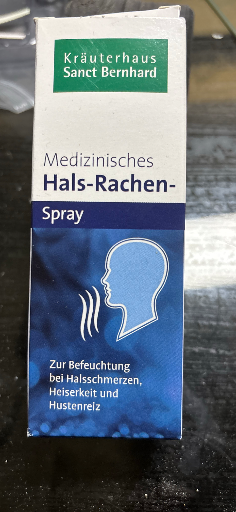 Kräuterhaus
Sanct Bernhard
Medizinisches
Hals-Rachen-
Spray
Zur Befeuchtung
bei Halsschmerzen,
Heiserkeit und
Hustenreiz